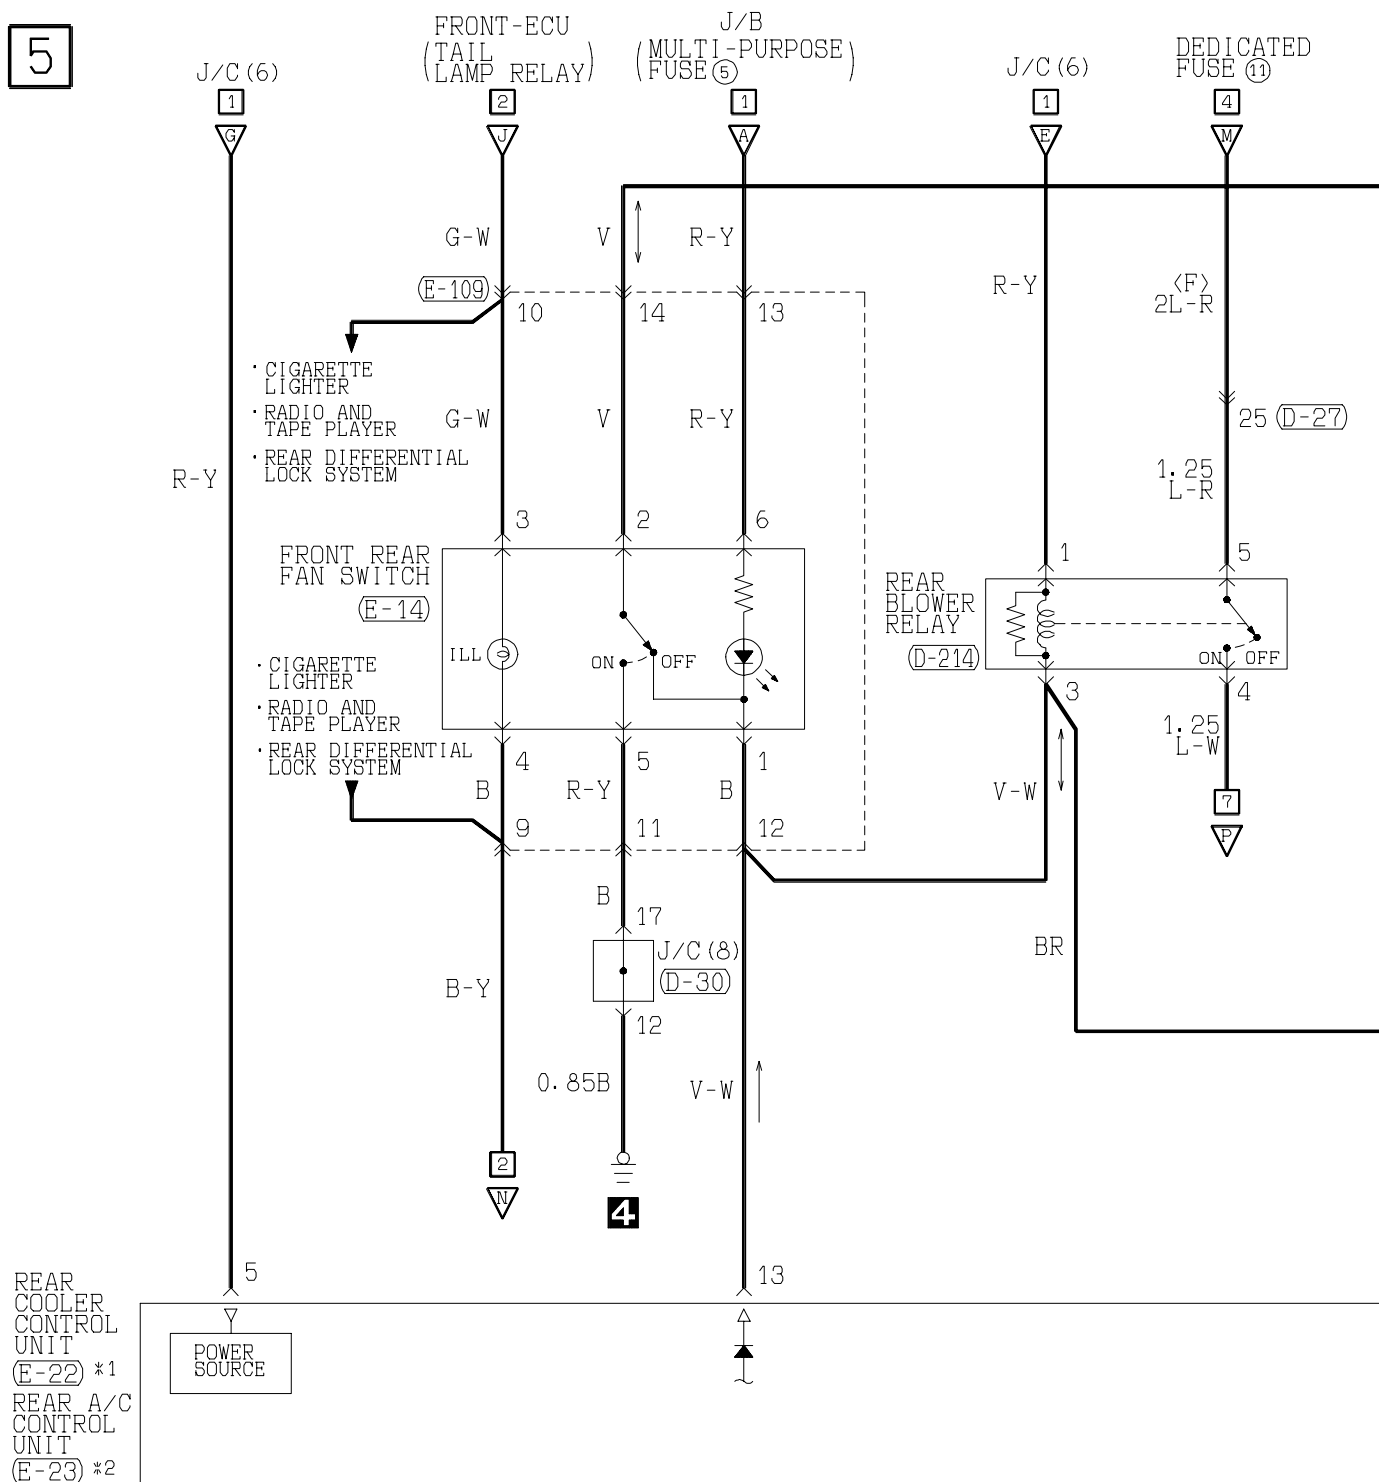 5
J/C(6)
FRONT-ECU
(TAIL
LAMP RELAY)
J/B
(MULTI-PURPOSE
FUSE⑤)
J/C(6)
DEDICATED
FUSE ⑪
1
2
1
1
4
G
J
A
E
M
G-W
V
R-Y
R-Y
<F>
2L-R
E-109
10
14
13
· CIGARETTE
LIGHTER
· RADIO AND
TAPE PLAYER
· REAR DIFFERENTIAL
LOCK SYSTEM
G-W
V
R-Y
25
D-27
R-Y
1.25
L-R
3
2
6
1
5
FRONT REAR
FAN SWITCH
E-14
REAR
BLOWER
RELAY
D-214
ILL
ON
OFF
ON
OFF
· CIGARETTE
LIGHTER
· RADIO AND
TAPE PLAYER
· REAR DIFFERENTIAL
LOCK SYSTEM
3
4
4
5
1
1.25
L-W
B
R-Y
B
V-W
7
P
9
11
12
B
17
J/C(8)
D-30
BR
B-Y
12
0.85B
V-W
2
N
4
5
13
REAR
COOLER
CONTROL
UNIT
E-22 *1
REAR A/C
CONTROL
UNIT
E-23 *2
POWER
SOURCE